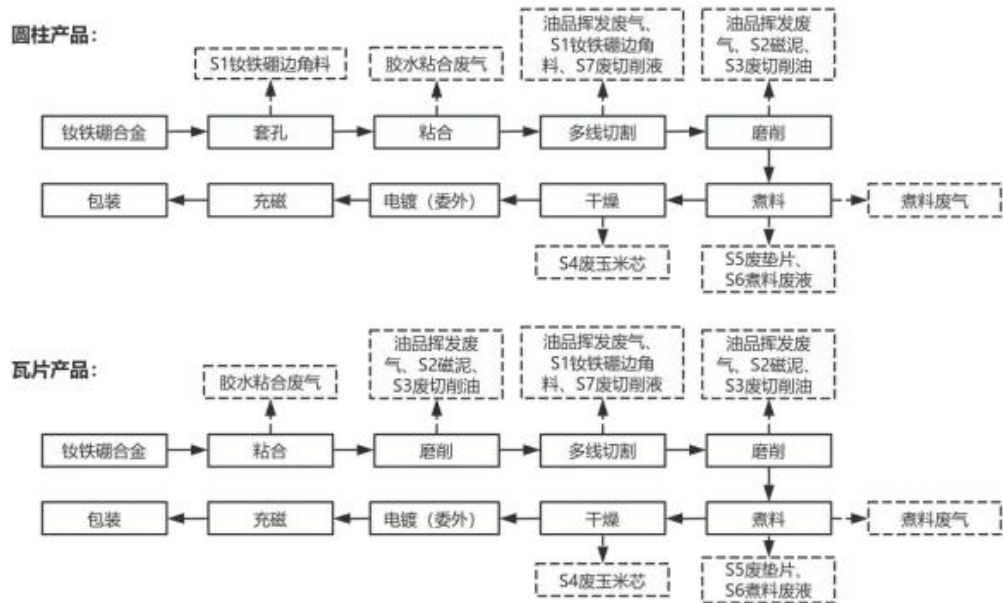 圆柱产品：
S1钕铁硼边角料
胶水粘合废气
油品挥发废气、
S1钕铁硼边角
料、S7废切削液
油品挥发废
气、S2磁泥、
S3废切削油
钕铁硼合金
套孔
粘合
多线切割
磨削
包装
充磁
电镀（委外）
干燥
煮料
煮料废气
S4废玉米芯
S5废垫片、
S6煮料废液
瓦片产品：
胶水粘合废气
油品挥发废
气、S2磁泥、
S3废切削油
油品挥发废气、
S1钕铁硼边角
料、S7废切削液
油品挥发废
气、S2磁泥、
S3废切削油
钕铁硼合金
粘合
磨削
多线切割
磨削
包装
充磁
电镀（委外）
干燥
煮料
煮料废气
S4废玉米芯
S5废垫片、
S6煮料废液